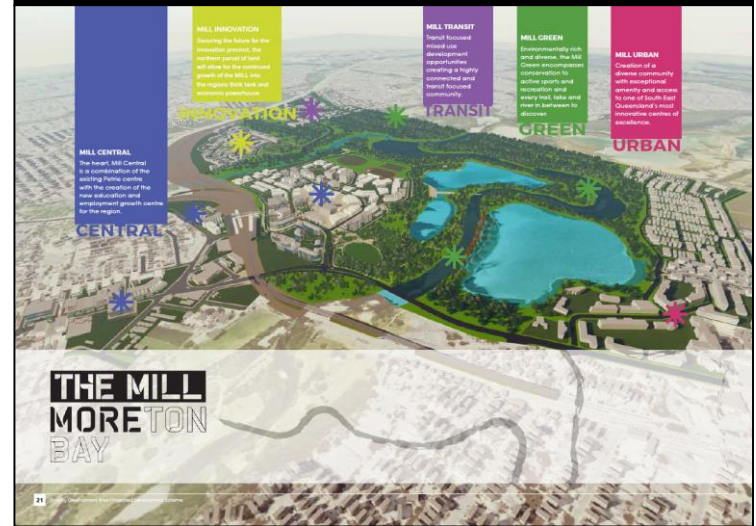 MILL CENTRAL
The heart, Mill Central
is a combination of the
existing Petrie centre
with the creation of the
new education and
employment growth centre
for the region.
CENTRAL
MILL INNOVATION
Securing the future for the
innovation precinct, the
northern parcel of land
will allow for the continued
growth of the MILL into
the regions think tank and
economic powerhouse.
INNOVATION
MILL TRANSIT
Transit focused
mixed use
development
opportunities
creating a highly
connected and
transit focused
community.
TRANSIT
MILL GREEN
Environmentally rich
and diverse, the Mill
Green encompasses
conservation to
active sports and
recreation and
every trail, lake and
river in between to
discover.
GREEN
MILL URBAN
Creation of a
diverse community
with exceptional
amenity and access
to one of South East
Queensland's most
innovative centres of
excellence.
URBAN
THE MILL
MORETON
BAY
21
Development Area | Proposed Development Scheme